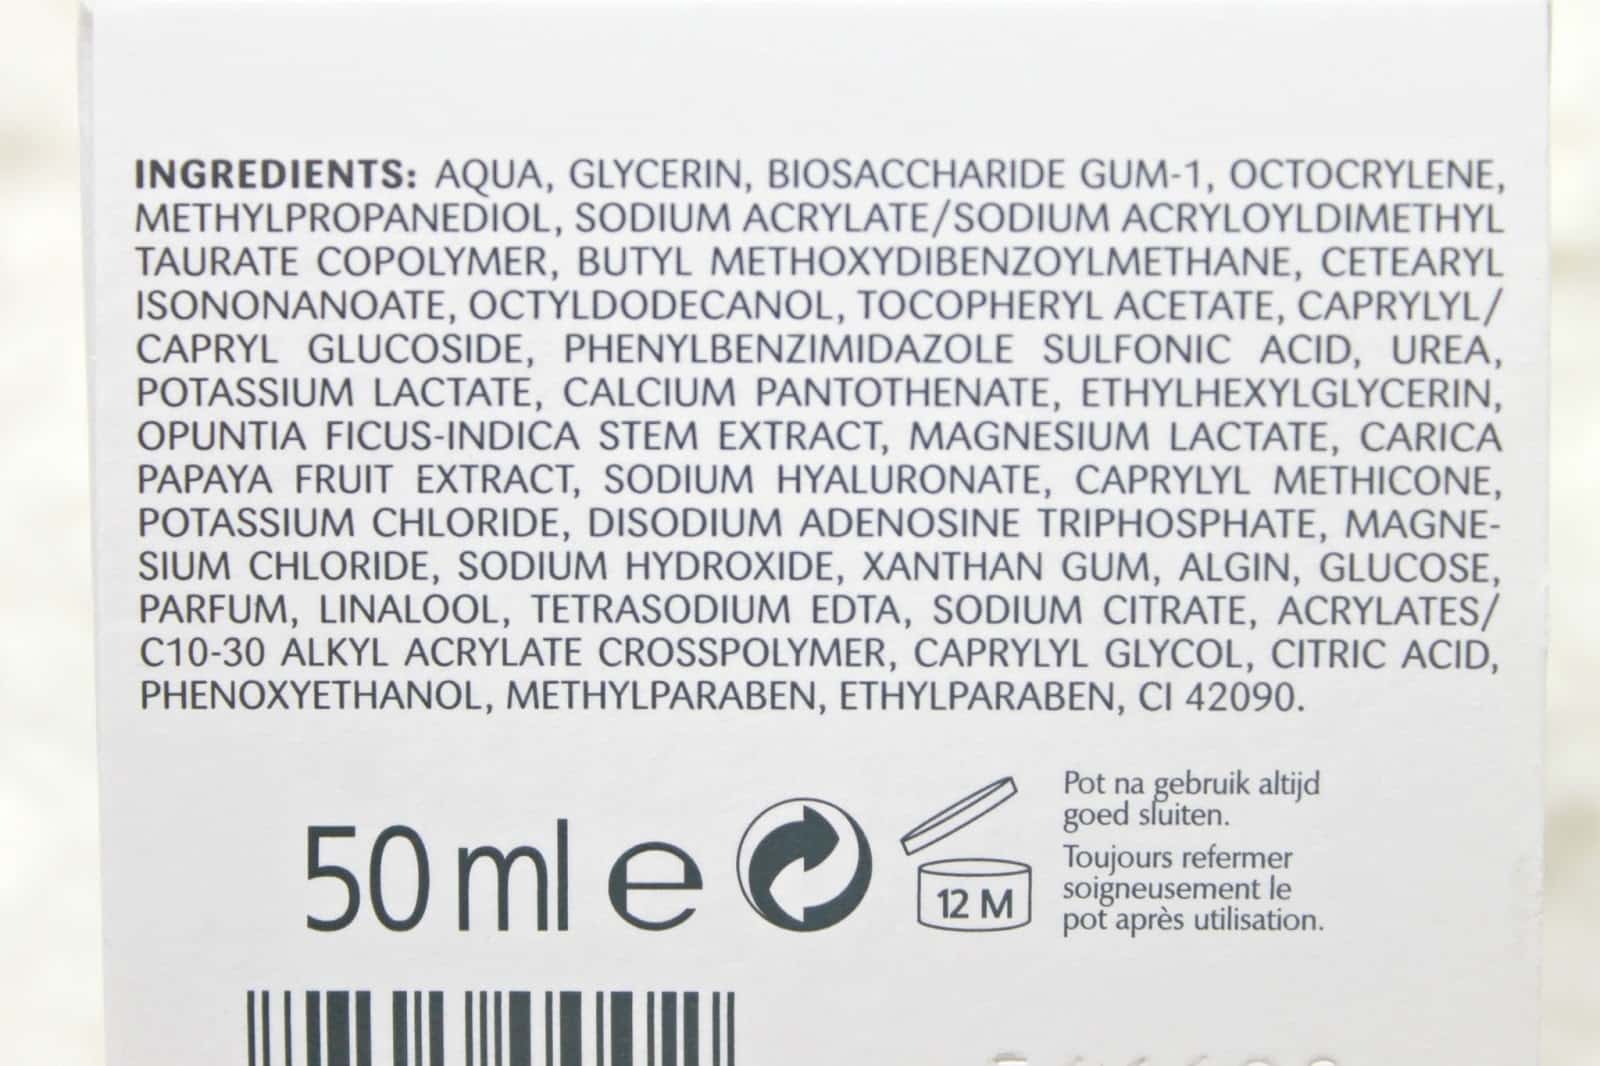 INGREDIENTS: AQUA, GLYCERIN, BIOSACCHARIDE GUM-1, OCTOCRYLENE,
METHYLPROPANEDIOL, SODIUM ACRYLATE/SODIUM ACRYLOYLDIMETHYL
TAURATE COPOLYMER, BUTYL METHOXYDIBENZOYLMETHANE, CETEARYL
ISONONANOATE, OCTYLDODECANOL, TOCOPHERYL ACETATE, CAPRYLYL/
CAPRYL GLUCOSIDE, PHENYLBENZIMIDAZOLE SULFONIC ACID, UREA,
POTASSIUM LACTATE, CALCIUM PANTOTHENATE, ETHYLHEXYLGLYCERIN,
OPUNTIA FICUS-INDICA STEM EXTRACT, MAGNESIUM LACTATE, CARICA
PAPAYA FRUIT EXTRACT, SODIUM HYALURONATE, CAPRYLYL METHICONE,
POTASSIUM CHLORIDE, DISODIUM ADENOSINE TRIPHOSPHATE, MAGNE-
SIUM CHLORIDE, SODIUM HYDROXIDE, XANTHAN GUM, ALGIN, GLUCOSE,
PARFUM, LINALOOL, TETRASODIUM EDTA, SODIUM CITRATE, ACRYLATES/
C10-30 ALKYL ACRYLATE CROSSPOLYMER, CAPRYLYL GLYCOL, CITRIC ACID,
PHENOXYETHANOL, METHYLPARABEN, ETHYLPARABEN, CI 42090.
50 ml e
12 M
Pot na gebruik altijd
goed sluiten.
Toujours refermer
soigneusement le
pot après utilisation.